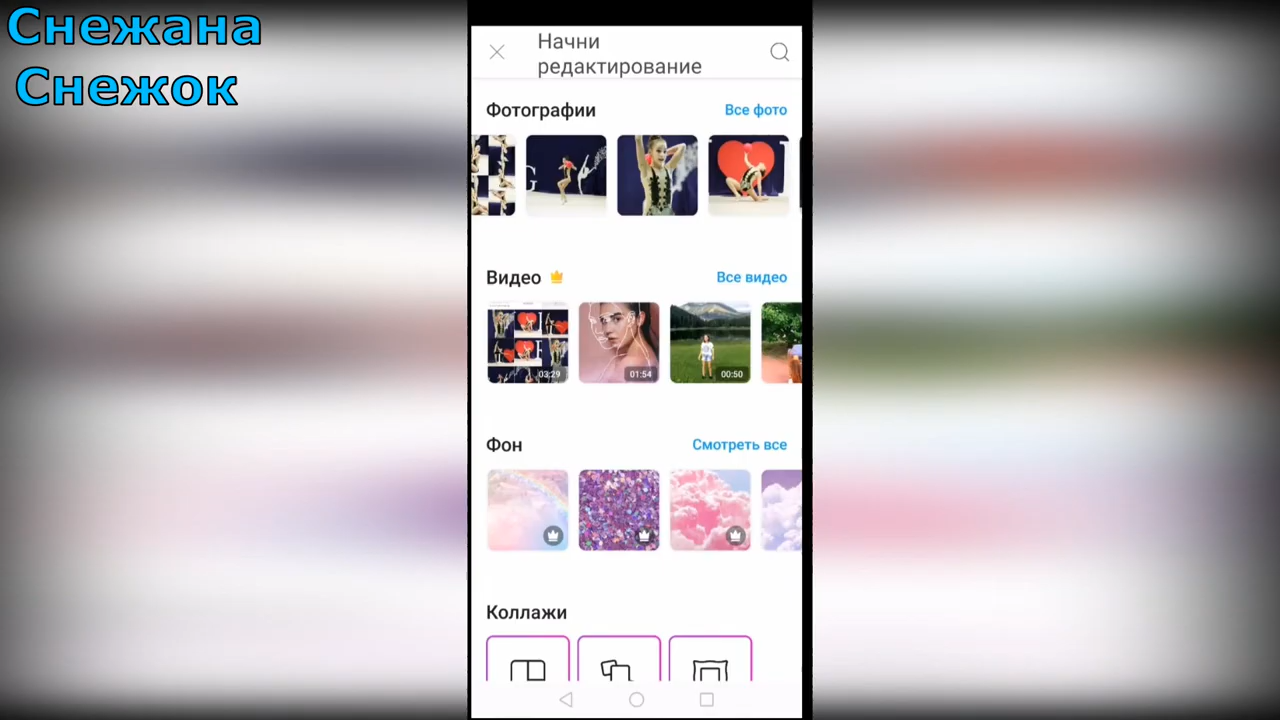 Снежана
Снежок
Начни
редактирование
Фотографии
Все фото
Видео
Все видео
03:29
01:54
00:50
Фон
Смотреть все
Коллажи